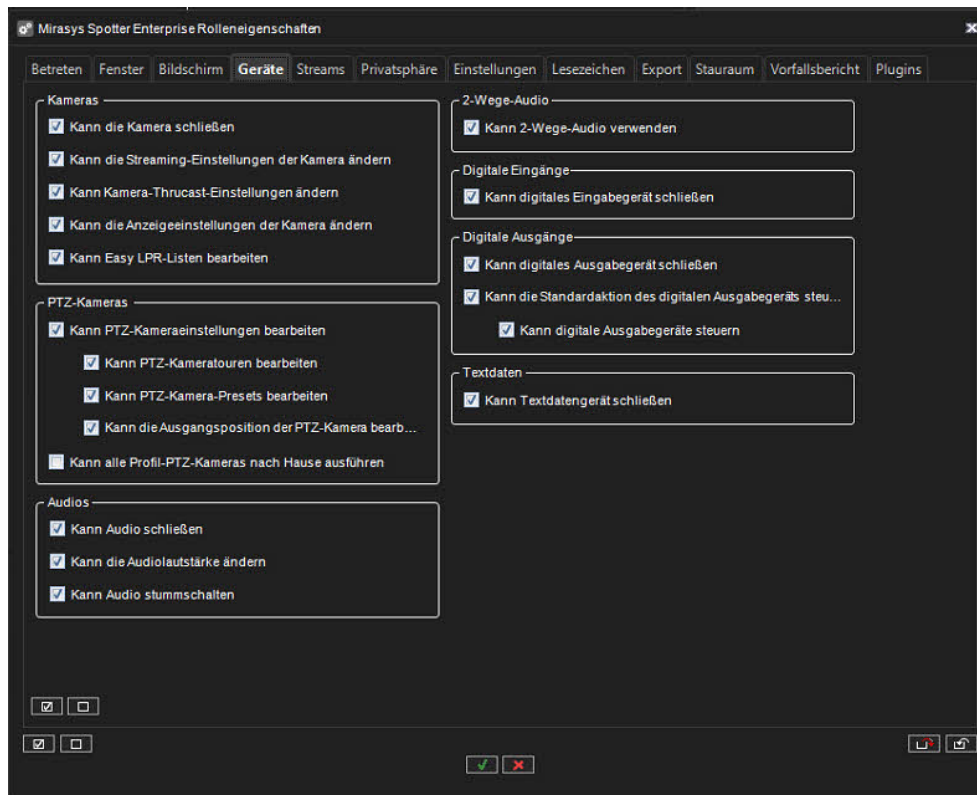 Mirasys Spotter Enterprise Rolleneigenschaften
Betreten Fenster Bildschirm Geräte Streams Privatsphäre Einstellungen Lesezeichen Export Stauraum Vorfallsbericht Plugins
Kameras
Kann die Kamera schließen
Kann die Streaming-Einstellungen der Kamera ändern
Kann Kamera-Thrucast-Einstellungen ändern
Kann die Anzeigeeinstellungen der Kamera ändern
Kann Easy LPR-Listen bearbeiten
PTZ-Kameras
Kann PTZ-Kameraeinstellungen bearbeiten
Kann PTZ-Kameratouren bearbeiten
Kann PTZ-Kamera-Presets bearbeiten
Kann die Ausgangsposition der PTZ-Kamera bearb...
Kann alle Profil-PTZ-Kameras nach Hause ausführen
Audios
Kann Audio schließen
Kann die Audiolautstärke ändern
Kann Audio stummschalten
2-Wege-Audio
Kann 2-Wege-Audio verwenden
Digitale Eingänge
Kann digitales Eingabegerät schließen
Digitale Ausgänge
Kann digitales Ausgabegerät schließen
Kann die Standardaktion des digitalen Ausgabegeräts steu...
Kann digitale Ausgabegeräte steuern
Textdaten
Kann Textdatengerät schließen